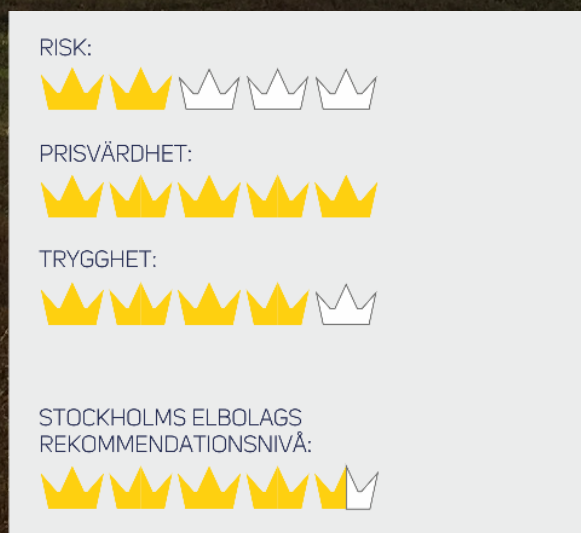 RISK:
PRISVÄRDHET:
TRYGGHET:
STOCKHOLMS ELBOLAGS
REKOMMENDATIONSNIVÅ: